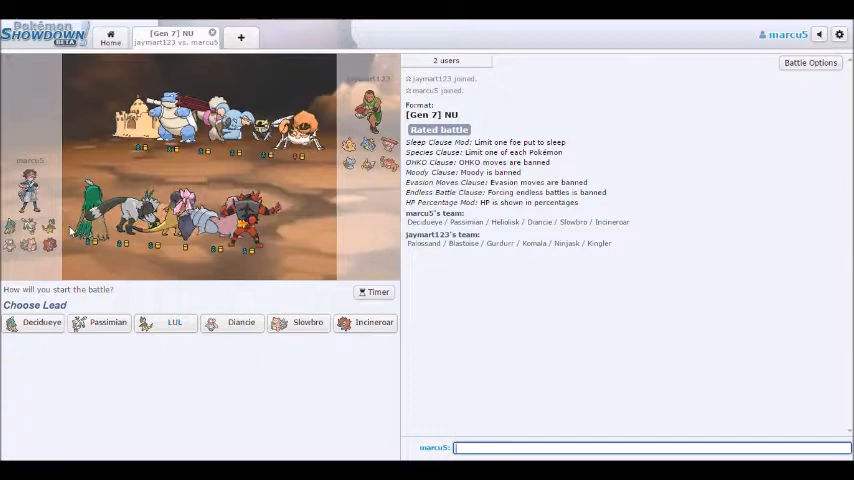 Pokémon
SHOWDOWN
BETA
Home
[Gen 7] NU
jaymart123 vs. marcu5
+
marcu5
2 users
Battle Options
☆jaymart123 joined.
☆marcu5 joined.
Format:
[Gen 7] NU
Rated battle
Sleep Clause Mod: Limit one foe put to sleep
Species Clause: Limit one of each Pokémon
OHKO Clause: OHKO moves are banned
Moody Clause: Moody is banned
Evasion Moves Clause: Evasion moves are banned
Endless Battle Clause: Forcing endless battles is banned
HP Percentage Mod: HP is shown in percentages
marcu5's team:
Decidueye / Passimian / Heliolisk / Diancie / Slowbro / Incineroar
jaymart123's team:
Palossand / Blastoise / Gurdurr / Komala / Ninjask / Kingler
jaymart123
marcu5
How will you start the battle?
Timer
Choose Lead
Decidueye
Passimian
LUL
Diancie
Slowbro
Incineroar
marcu5: